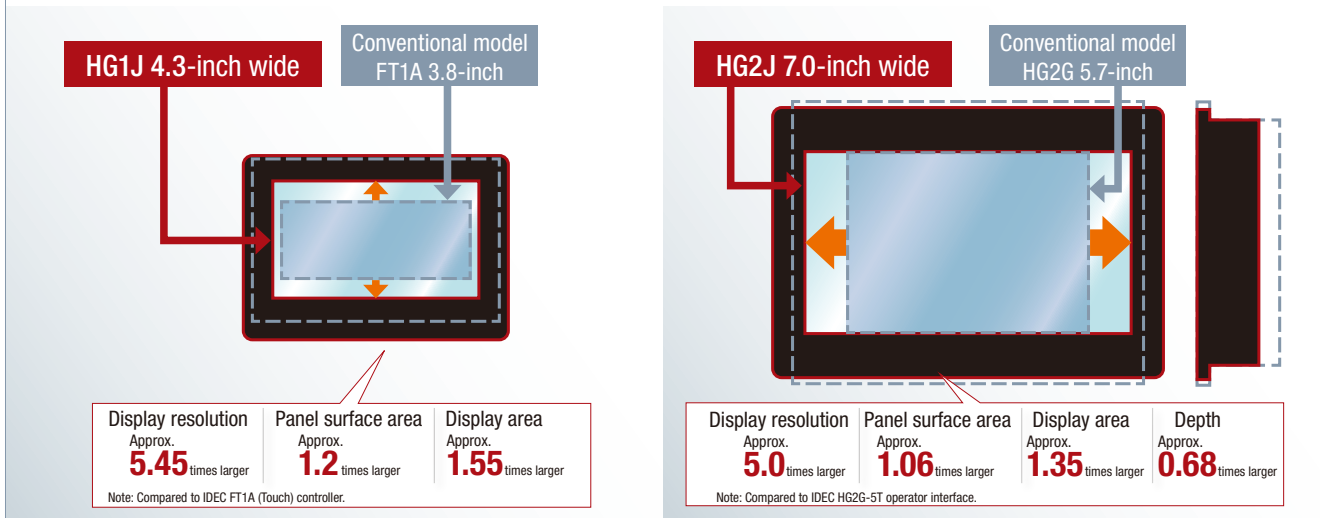 HG1J 4.3-inch wide
Conventional model
FT1A 3.8-inch
Display resolution
Approx.
5.45 times larger
Panel surface area
Approx.
1.2 times larger
Display area
Approx.
1.55 times larger
Note: Compared to IDEC FT1A (Touch) controller.
HG2J 7.0-inch wide
Conventional model
HG2G 5.7-inch
Display resolution
Approx.
5.0 times larger
Panel surface area
Approx.
1.06 times larger
Display area
Approx.
1.35 times larger
Depth
Approx.
0.68 times larger
Note: Compared to IDEC HG2G-5T operator interface.